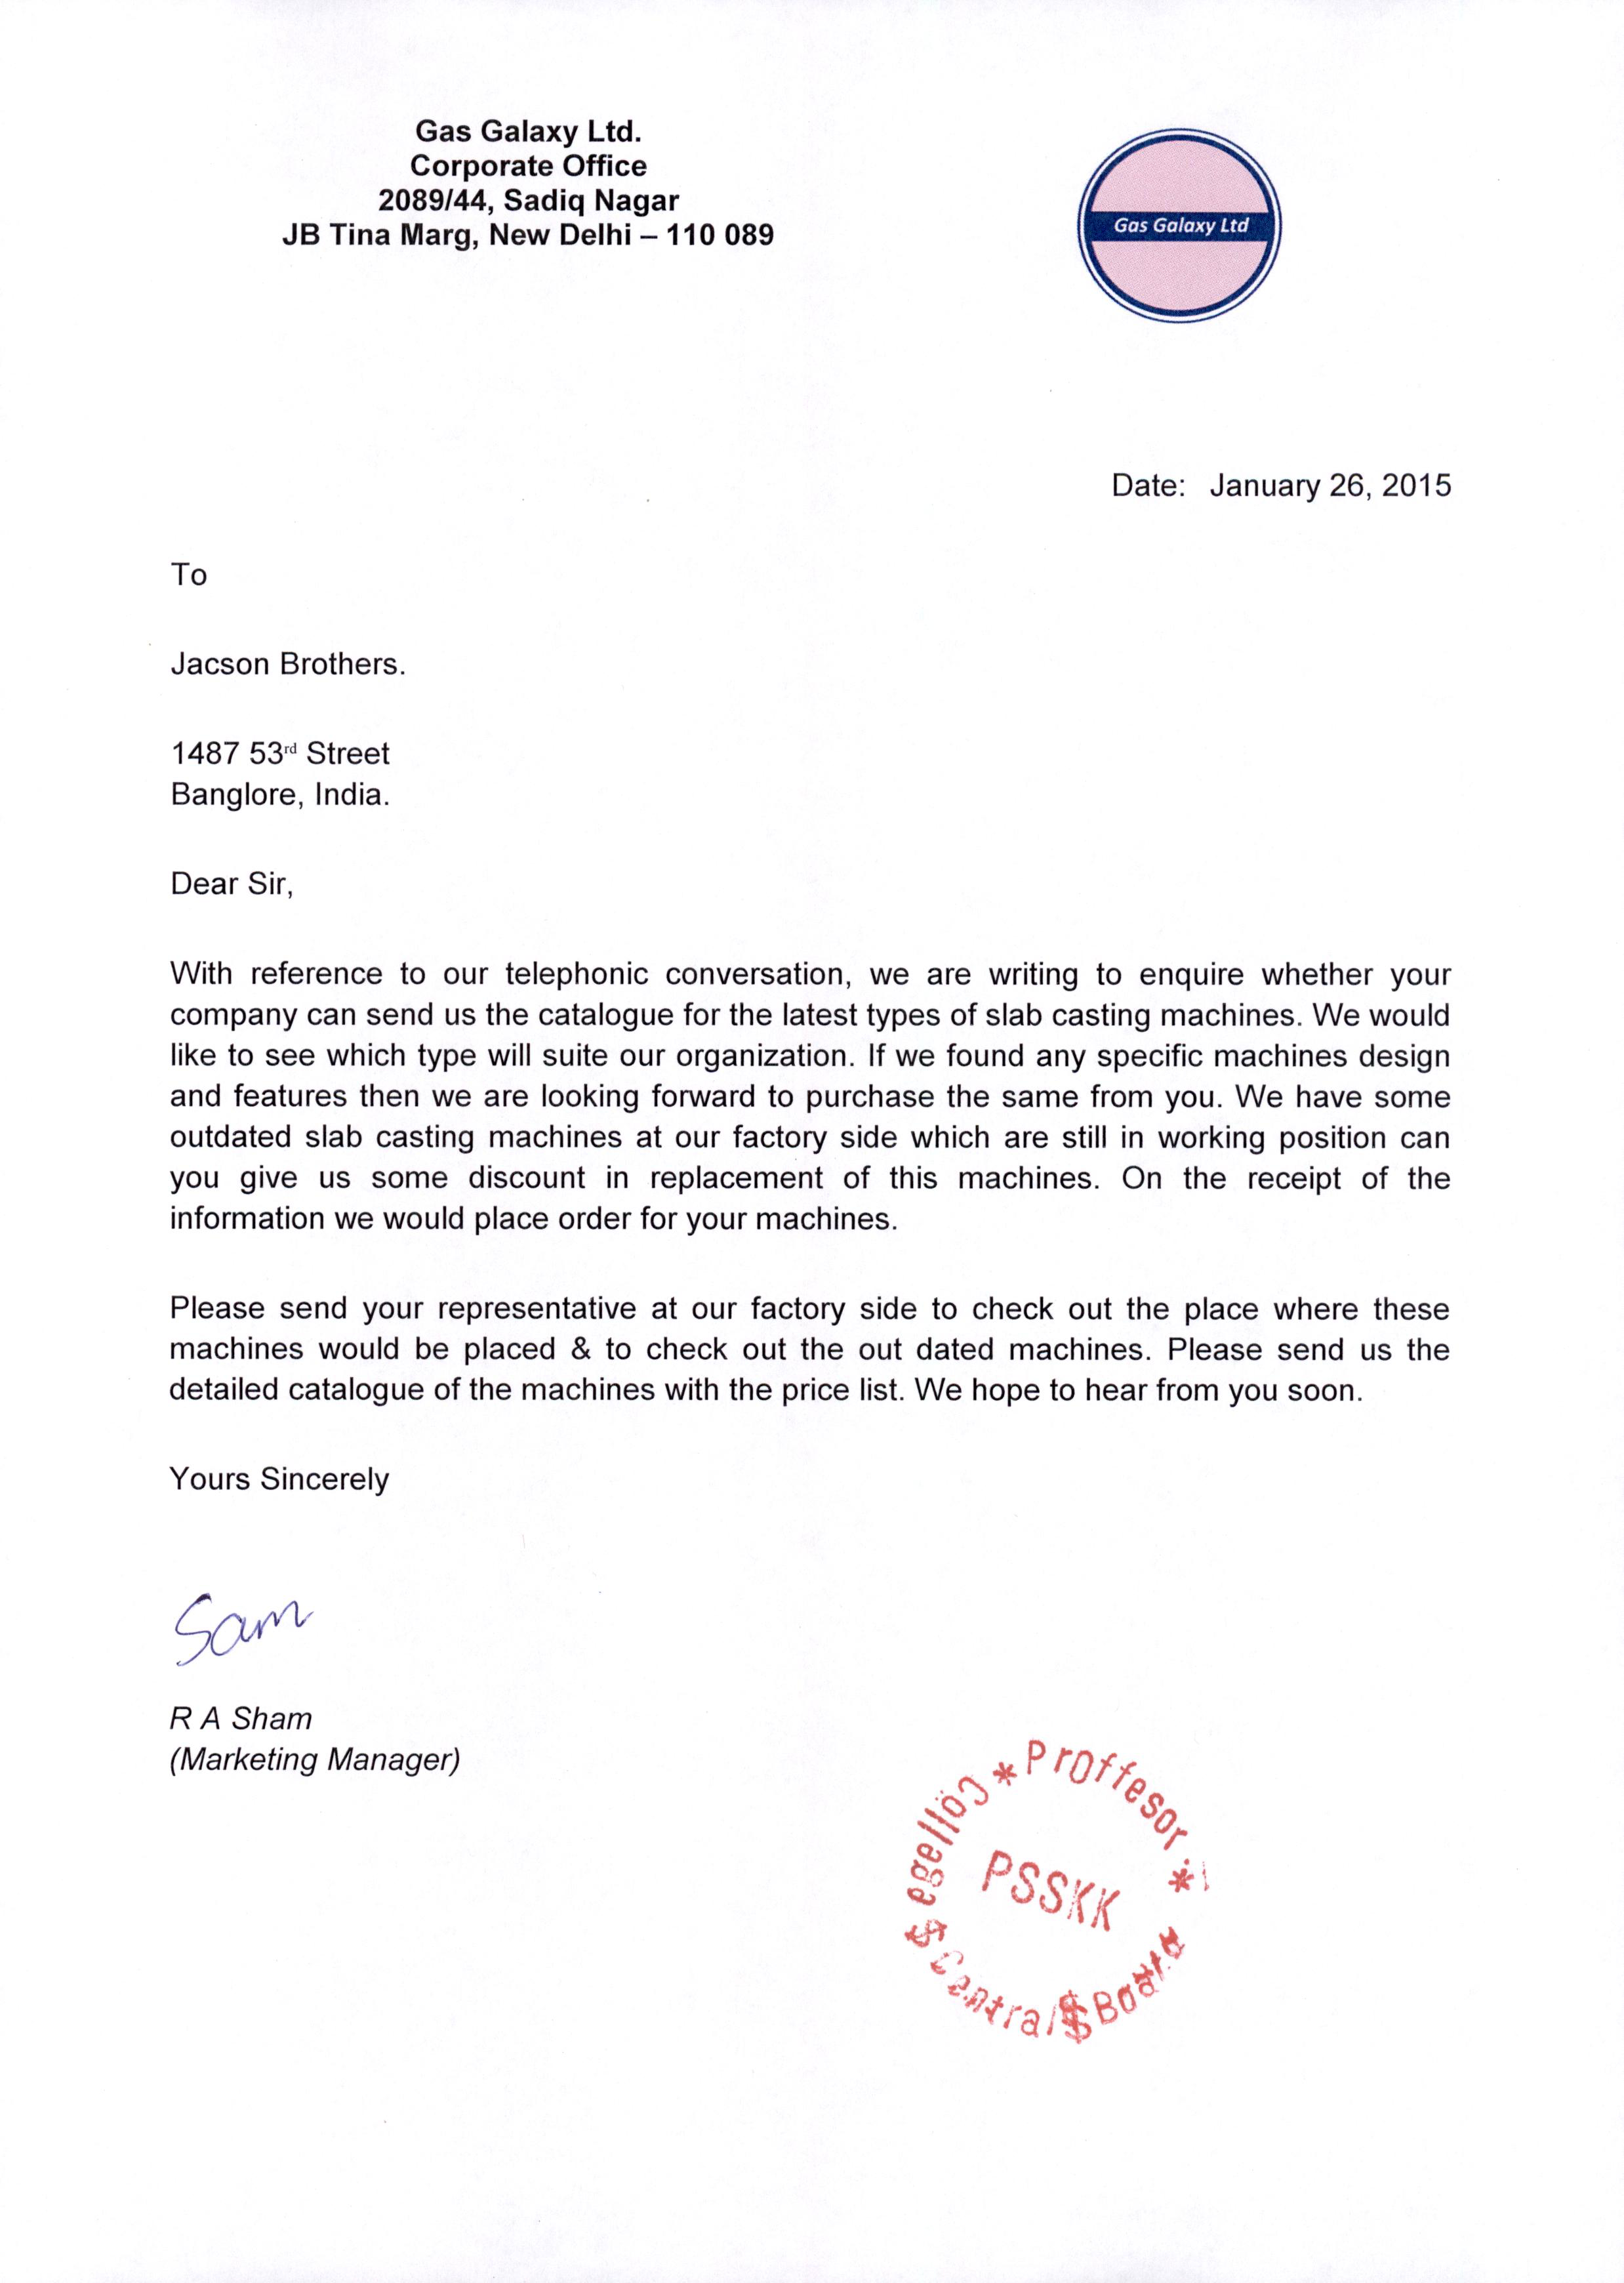 Gas Galaxy Ltd.
Corporate Office
2089/44, Sadiq Nagar
JB Tina Marg, New Delhi – 110 089
Gas Galaxy Ltd
Date: January 26, 2015
To
Jacson Brothers.
1487 53rd Street
Banglore, India.
Dear Sir,
With reference to our telephonic conversation, we are writing to enquire whether your
company can send us the catalogue for the latest types of slab casting machines. We would
like to see which type will suite our organization. If we found any specific machines design
and features then we are looking forward to purchase the same from you. We have some
outdated slab casting machines at our factory side which are still in working position can
you give us some discount in replacement of this machines. On the receipt of the
information we would place order for your machines.
Please send your representative at our factory side to check out the place where these
machines would be placed & to check out the out dated machines. Please send us the
detailed catalogue of the machines with the price list. We hope to hear from you soon.
Yours Sincerely
Sam
R A Sham
(Marketing Manager)
* Proffesor. *
PSSKK
$ Central $ Board